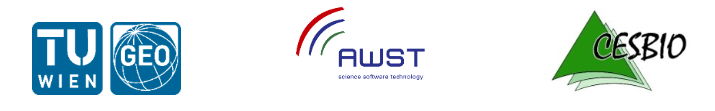 TU
WIEN
GEO
AWST
science software technology
CESBIO